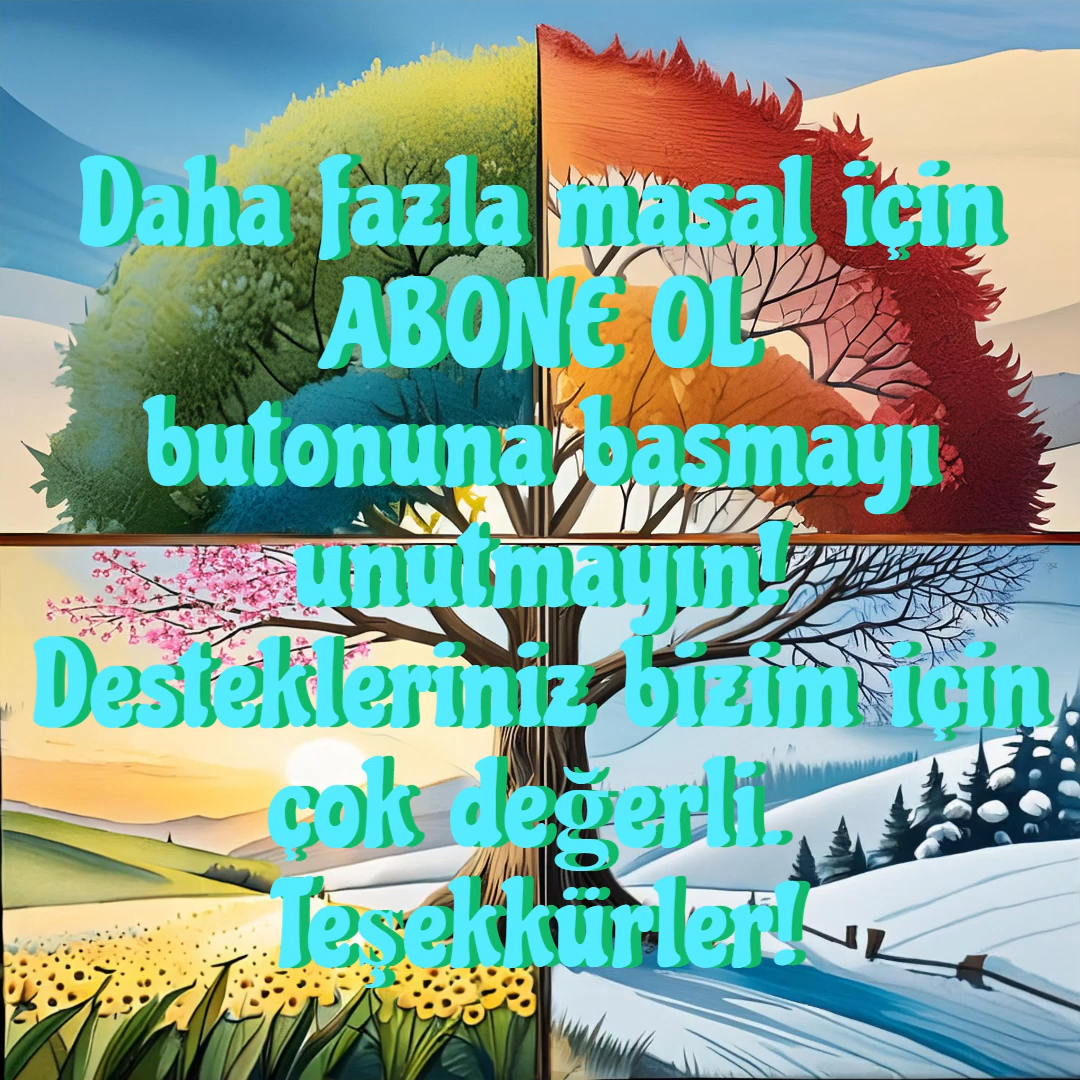 Daha fazla masal için
ABONE OL
butonuna basmayı
unutmayın!
Destekleriniz bizim için
çok değerli.
Teşekkürler!